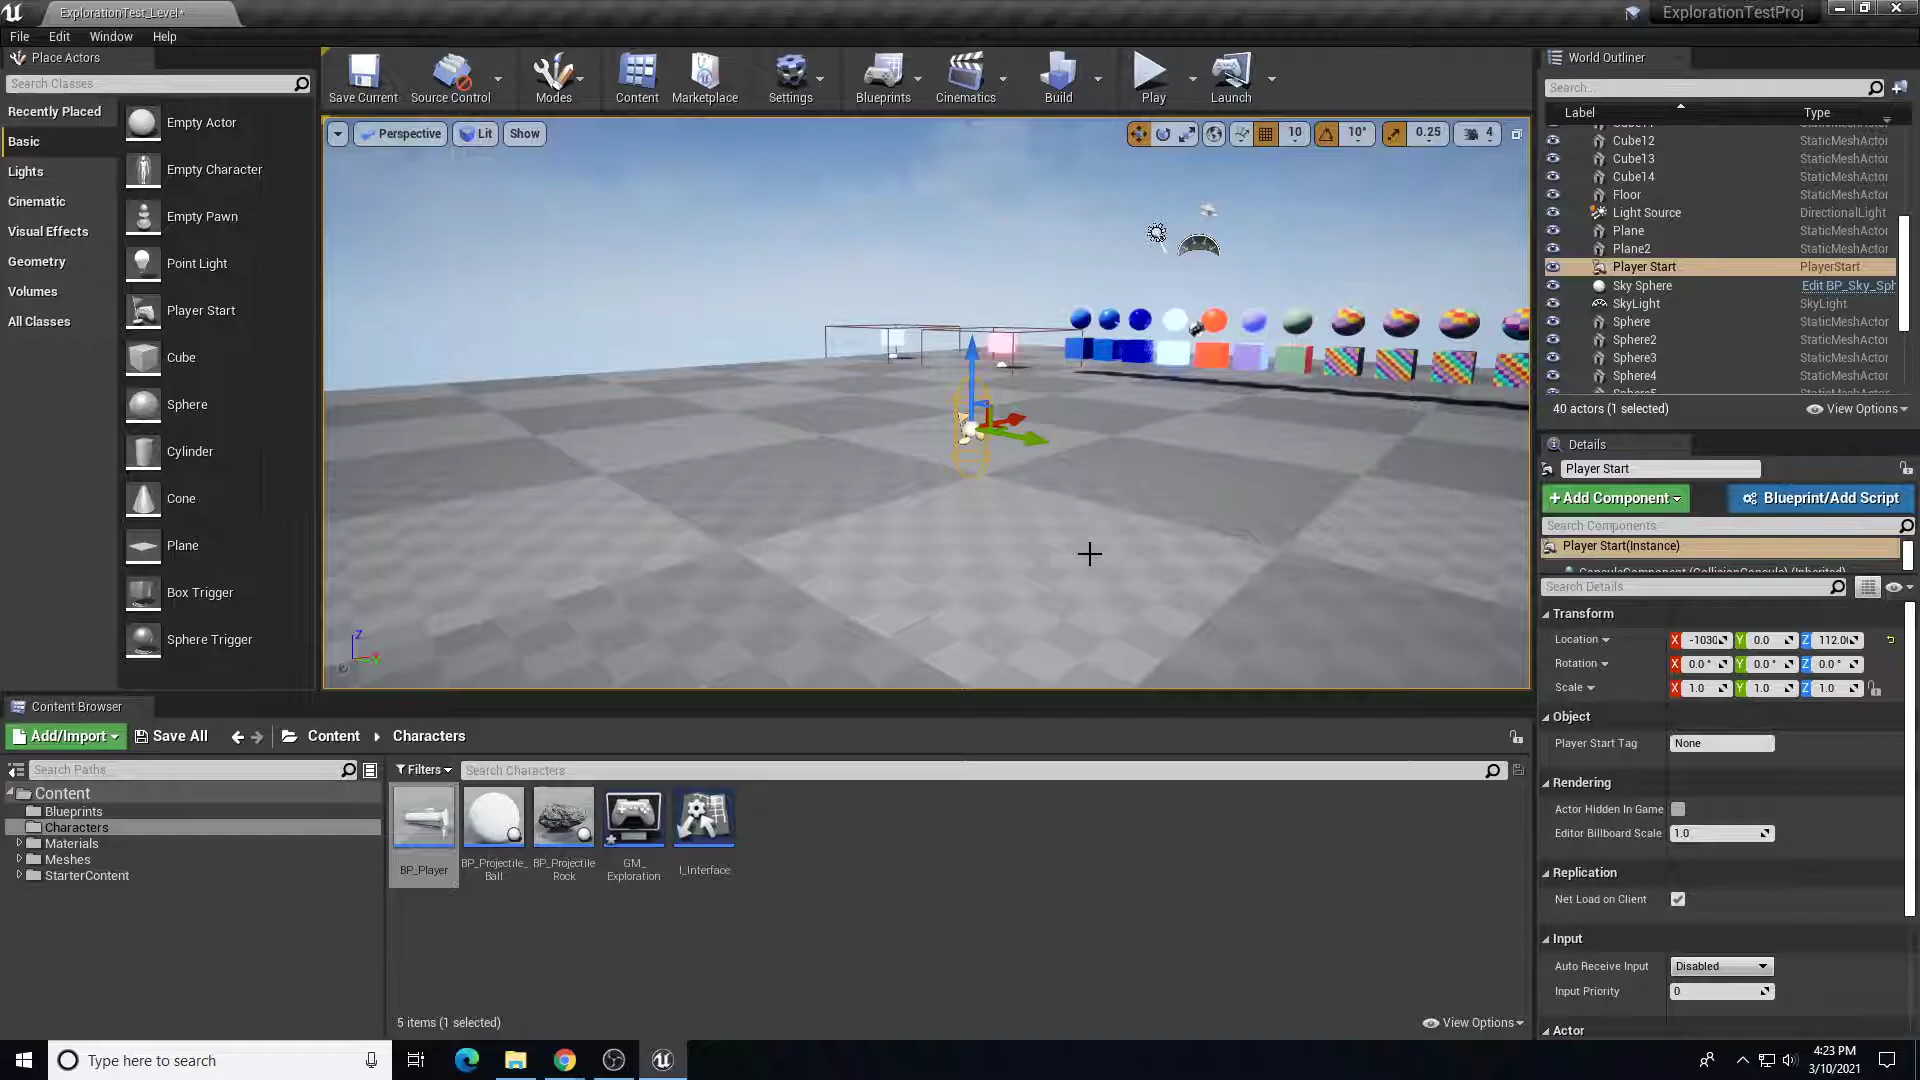 ExplorationTest_Level*
ExplorationTestProj
File Edit Window Help
Place Actors
Search Classes
Recently Placed
Basic
Lights
Cinematic
Visual Effects
Geometry
Volumes
All Classes
Empty Actor
Empty Character
Empty Pawn
Point Light
Player Start
Cube
Sphere
Cylinder
Cone
Plane
Box Trigger
Sphere Trigger
Save Current Source Control Modes Content Marketplace Settings Blueprints Cinematics Build Play Launch
Perspective Lit Show
10 10° 0.25 4
Z
World Outliner
Search...
Label Type
Cube12 StaticMeshActor
Cube13 StaticMeshActor
Cube14 StaticMeshActor
Floor StaticMeshActor
Light Source DirectionalLight
Plane StaticMeshActor
Plane2 StaticMeshActor
Player Start PlayerStart
Sky Sphere Edit BP_Sky_Sph
SkyLight SkyLight
Sphere StaticMeshActor
Sphere2 StaticMeshActor
Sphere3 StaticMeshActor
Sphere4 StaticMeshActor
40 actors (1 selected) View Options
Details
Player Start
+Add Component Blueprint/Add Script
Search Components
Player Start(Instance)
CapsuleComponent (CollisionCapsule) (Inherited)
Search Details
Transform
Location X -1030 Y 0.0 Z 112.0
Rotation X 0.0 ° Y 0.0 ° Z 0.0 °
Scale X 1.0 Y 1.0 Z 1.0
Object
Player Start Tag None
Rendering
Actor Hidden In Game
Editor Billboard Scale 1.0
Replication
Net Load on Client
Input
Auto Receive Input Disabled
Input Priority 0
Actor
Content Browser
Add/Import Save All Content Characters
Search Paths
Filters Search Characters
Content
Blueprints
Characters
Materials
Meshes
StarterContent
BP_Player
BP_Projectile_
Ball
BP_Projectile
Rock
GM_
Exploration
I_Interface
5 items (1 selected) View Options
Type here to search
4:23 PM
3/10/2021